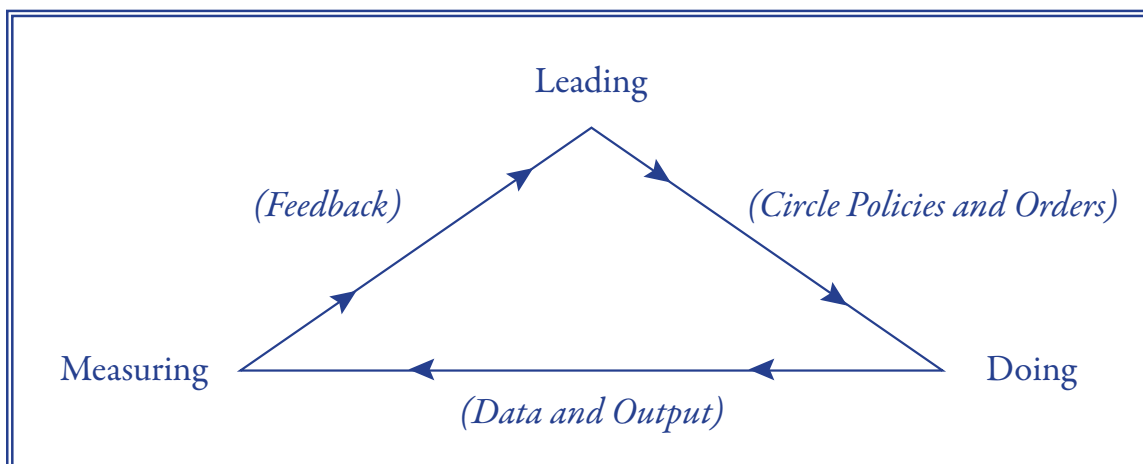 Leading
(Feedback)
(Circle Policies and Orders)
Measuring
Doing
(Data and Output)